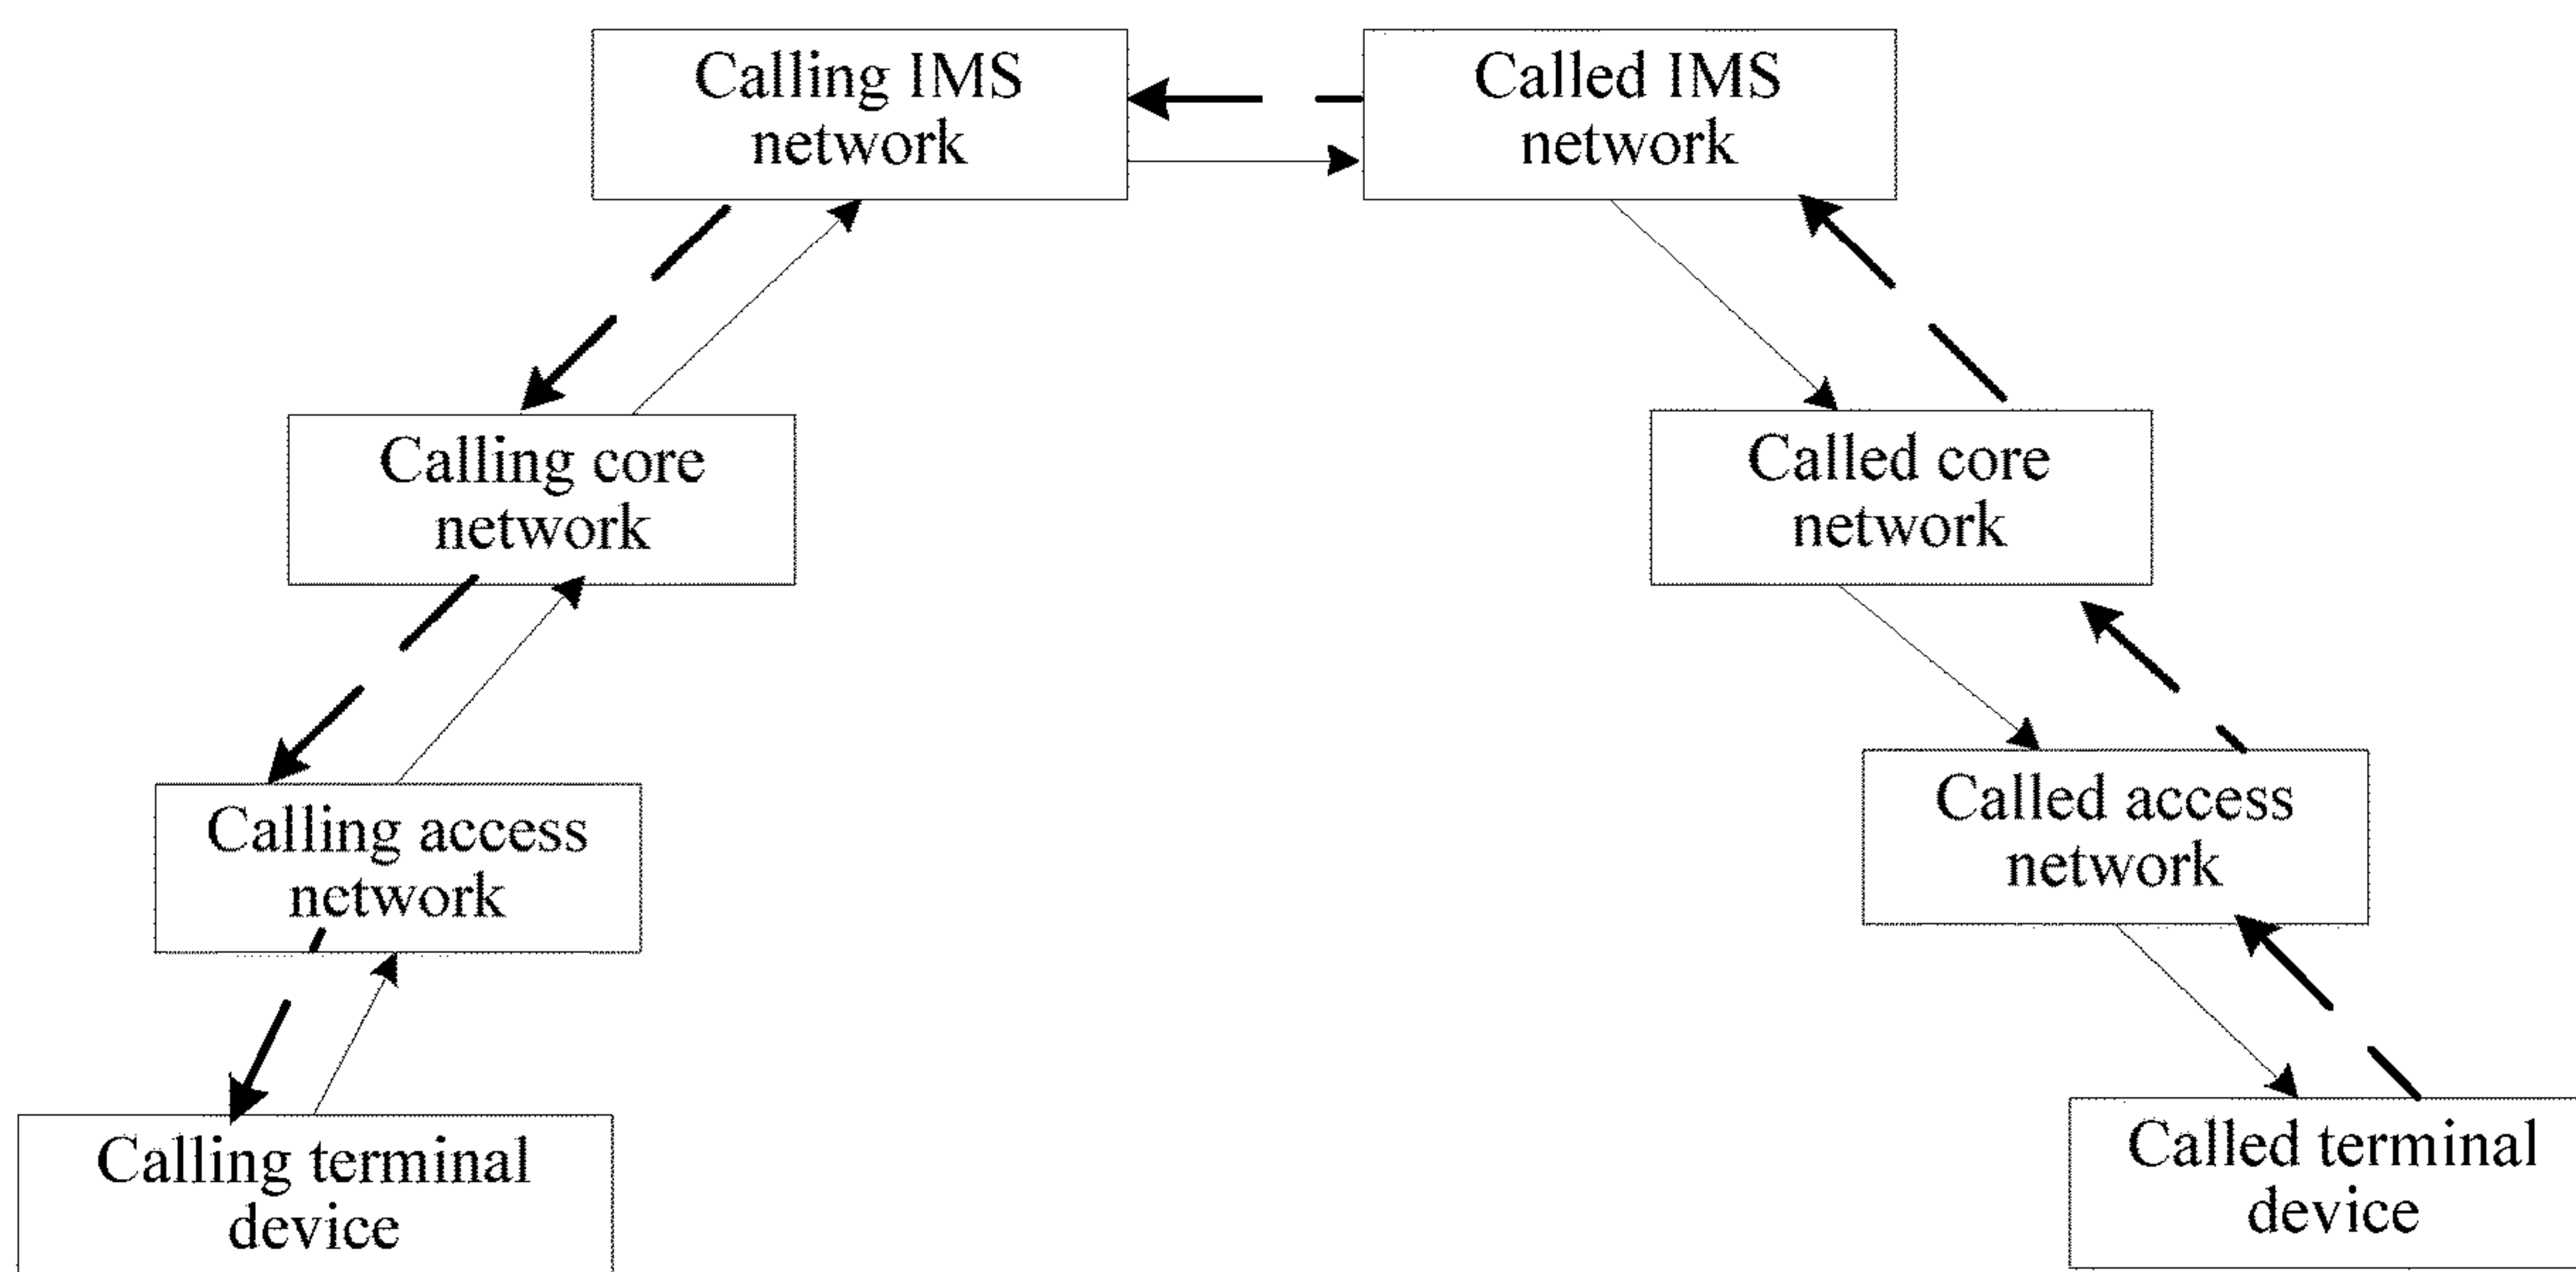 Calling IMS
network
Called IMS
network
Calling core
network
Called core
network
Calling access
network
Called access
network
Calling terminal
device
Called terminal
device